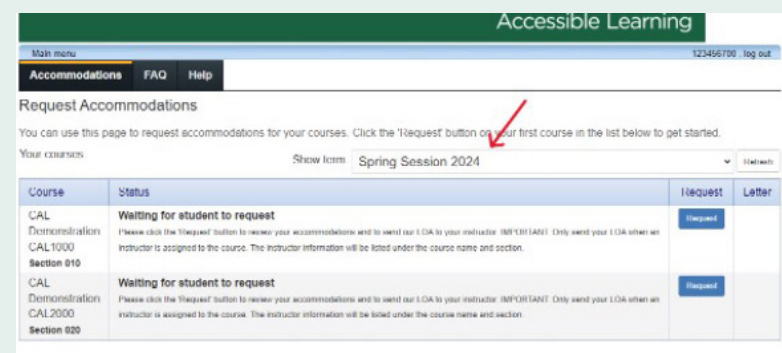 Accessible Learning
Main menu
123456700 . log out
Accommodations FAQ Help
Request Accommodations
You can use this page to request accommodations for your courses. Click the 'Request' button on your first course in the list below to get started.
Your courses
Show term Spring Session 2024 Refresh
Course Status Request Letter
CAL Waiting for student to request Request
Demonstration Please click the 'Request' button to review your accommodations and to send our LOA to your instructor. IMPORTANT: Only send your LOA when an
CAL1000 instructor is assigned to the course. The instructor information will be listed under the course name and section.
Section 010
CAL Waiting for student to request Request
Demonstration Please click the 'Request' button to review your accommodations and to send our LOA to your instructor. IMPORTANT: Only send your LOA when an
CAL2000 instructor is assigned to the course. The instructor information will be listed under the course name and section.
Section 020